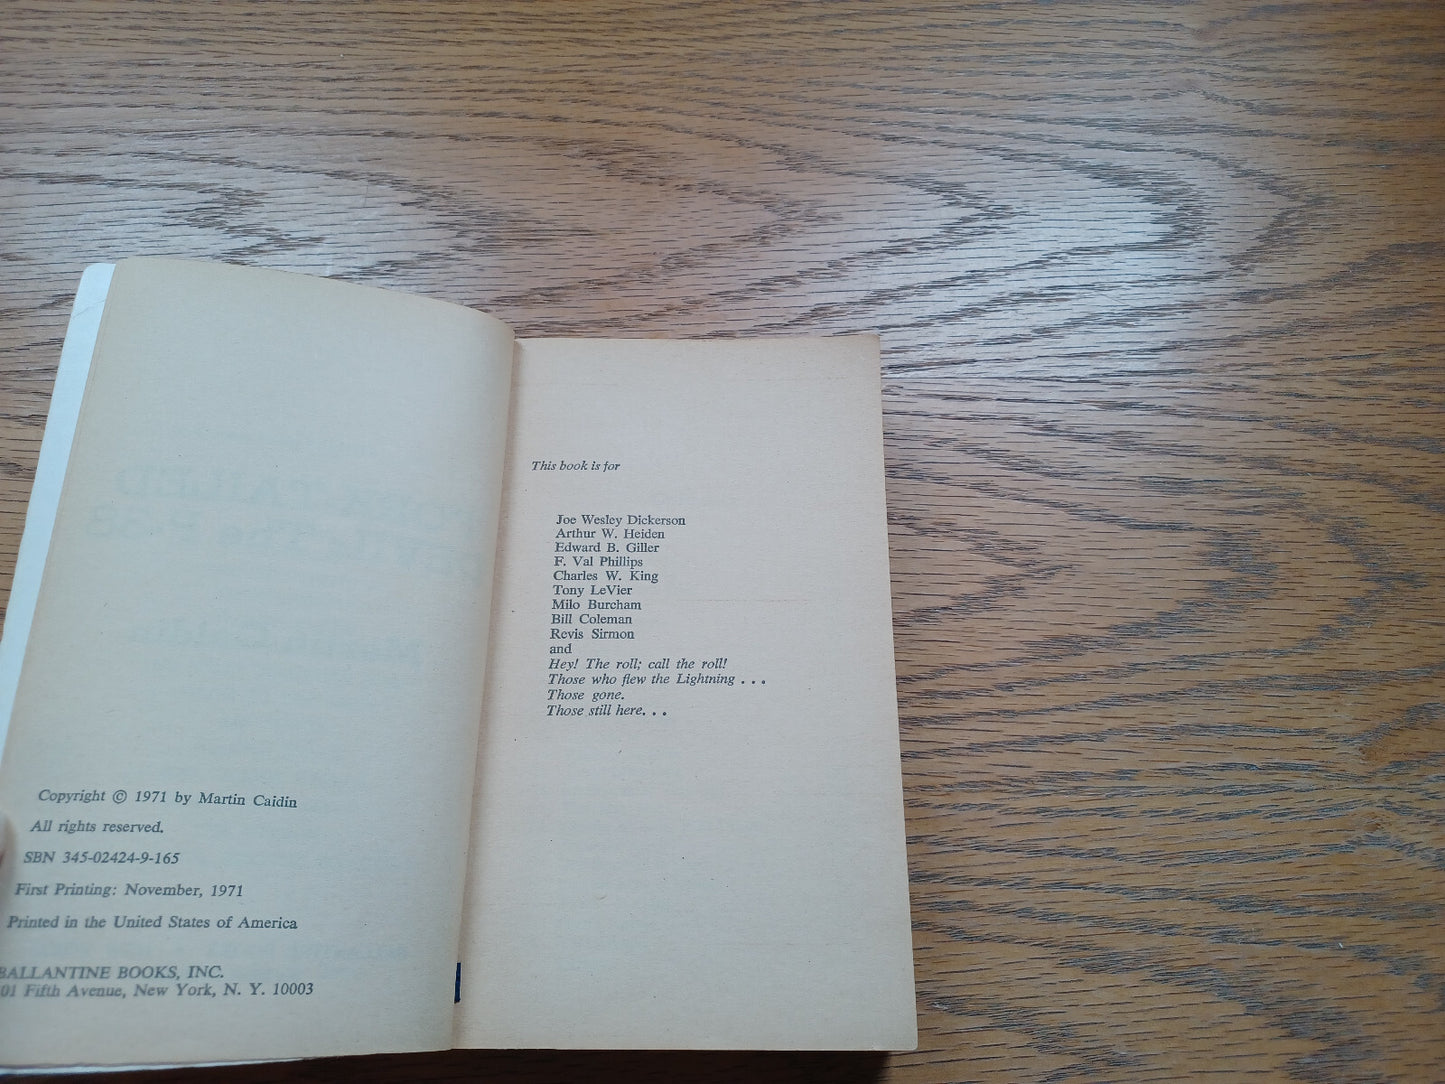 Copyright © 1971 by Martin Caidin
All rights reserved.
SBN 345-02424-9-165
First Printing: November, 1971
Printed in the United States of America
BALLANTINE BOOKS, INC.
01 Fifth Avenue, New York, N. Y. 10003
This book is for
Joe Wesley Dickerson
Arthur W. Heiden
Edward B. Giller
F. Val Phillips
Charles W. King
Tony LeVier
Milo Burcham
Bill Coleman
Revis Sirmon
and
Hey! The roll; call the roll!
Those who flew the Lightning . . .
Those gone.
Those still here. . .